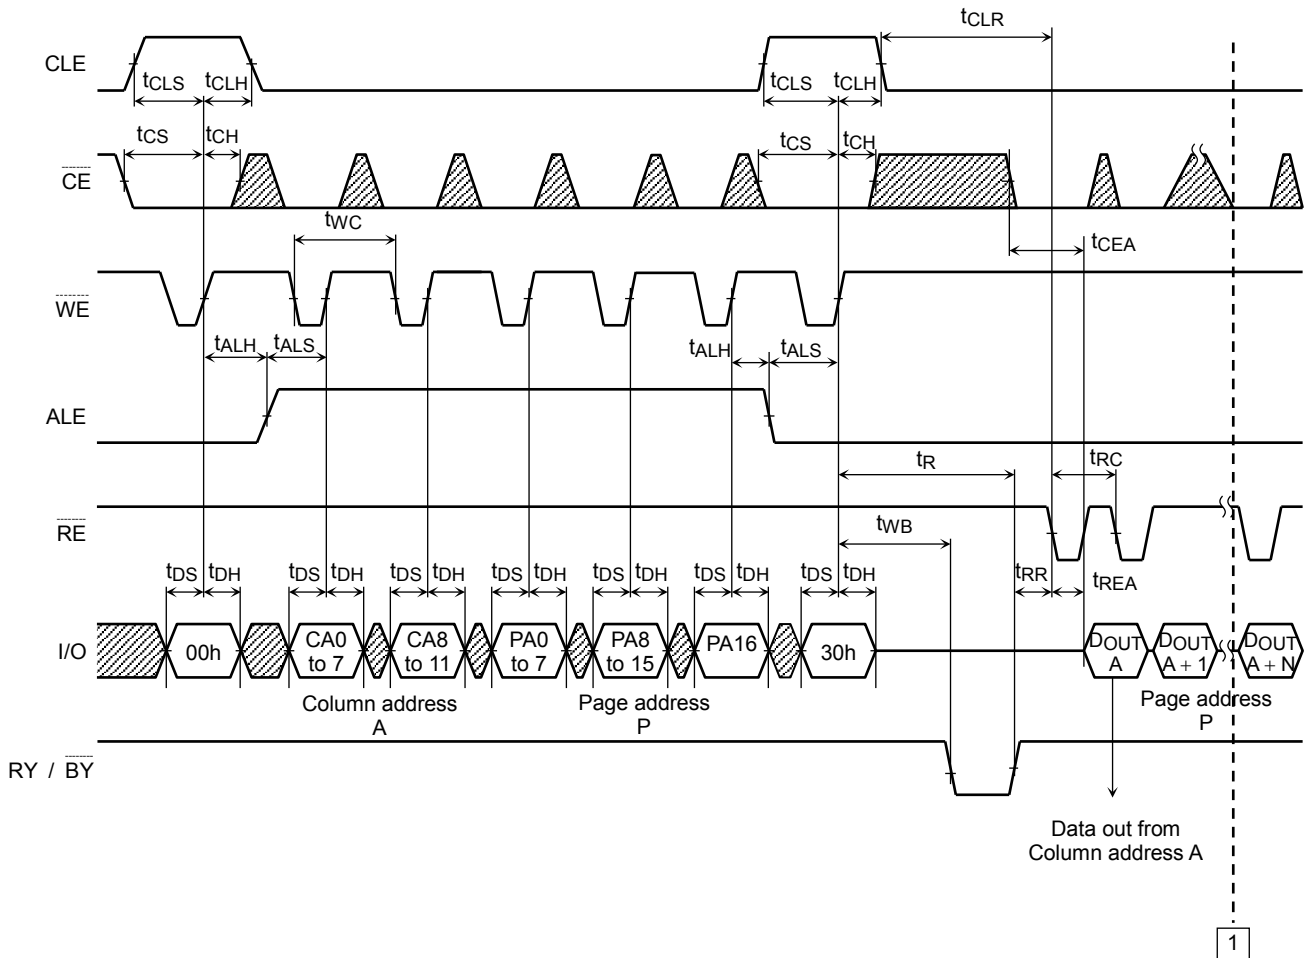 tCLR
CLE
tCLS tCLH tCLS tCLH
tCS tCH tCS tCH
CE
tWC
tCEA
WE
tALH tALS tALH tALS
ALE
tR tRC
RE
tWB
tDS tDH tDS tDH tDS tDH tDS tDH tDS tDH tDS tDH tDS tDH tRR tREA
I/O 00h CA0 to 7 CA8 to 11 PA0 to 7 PA8 to 15 PA16 30h DOUT A DOUT A + 1 DOUT A + N
Column address A
Page address P
Page address P
RY / BY
Data out from
Column address A
1